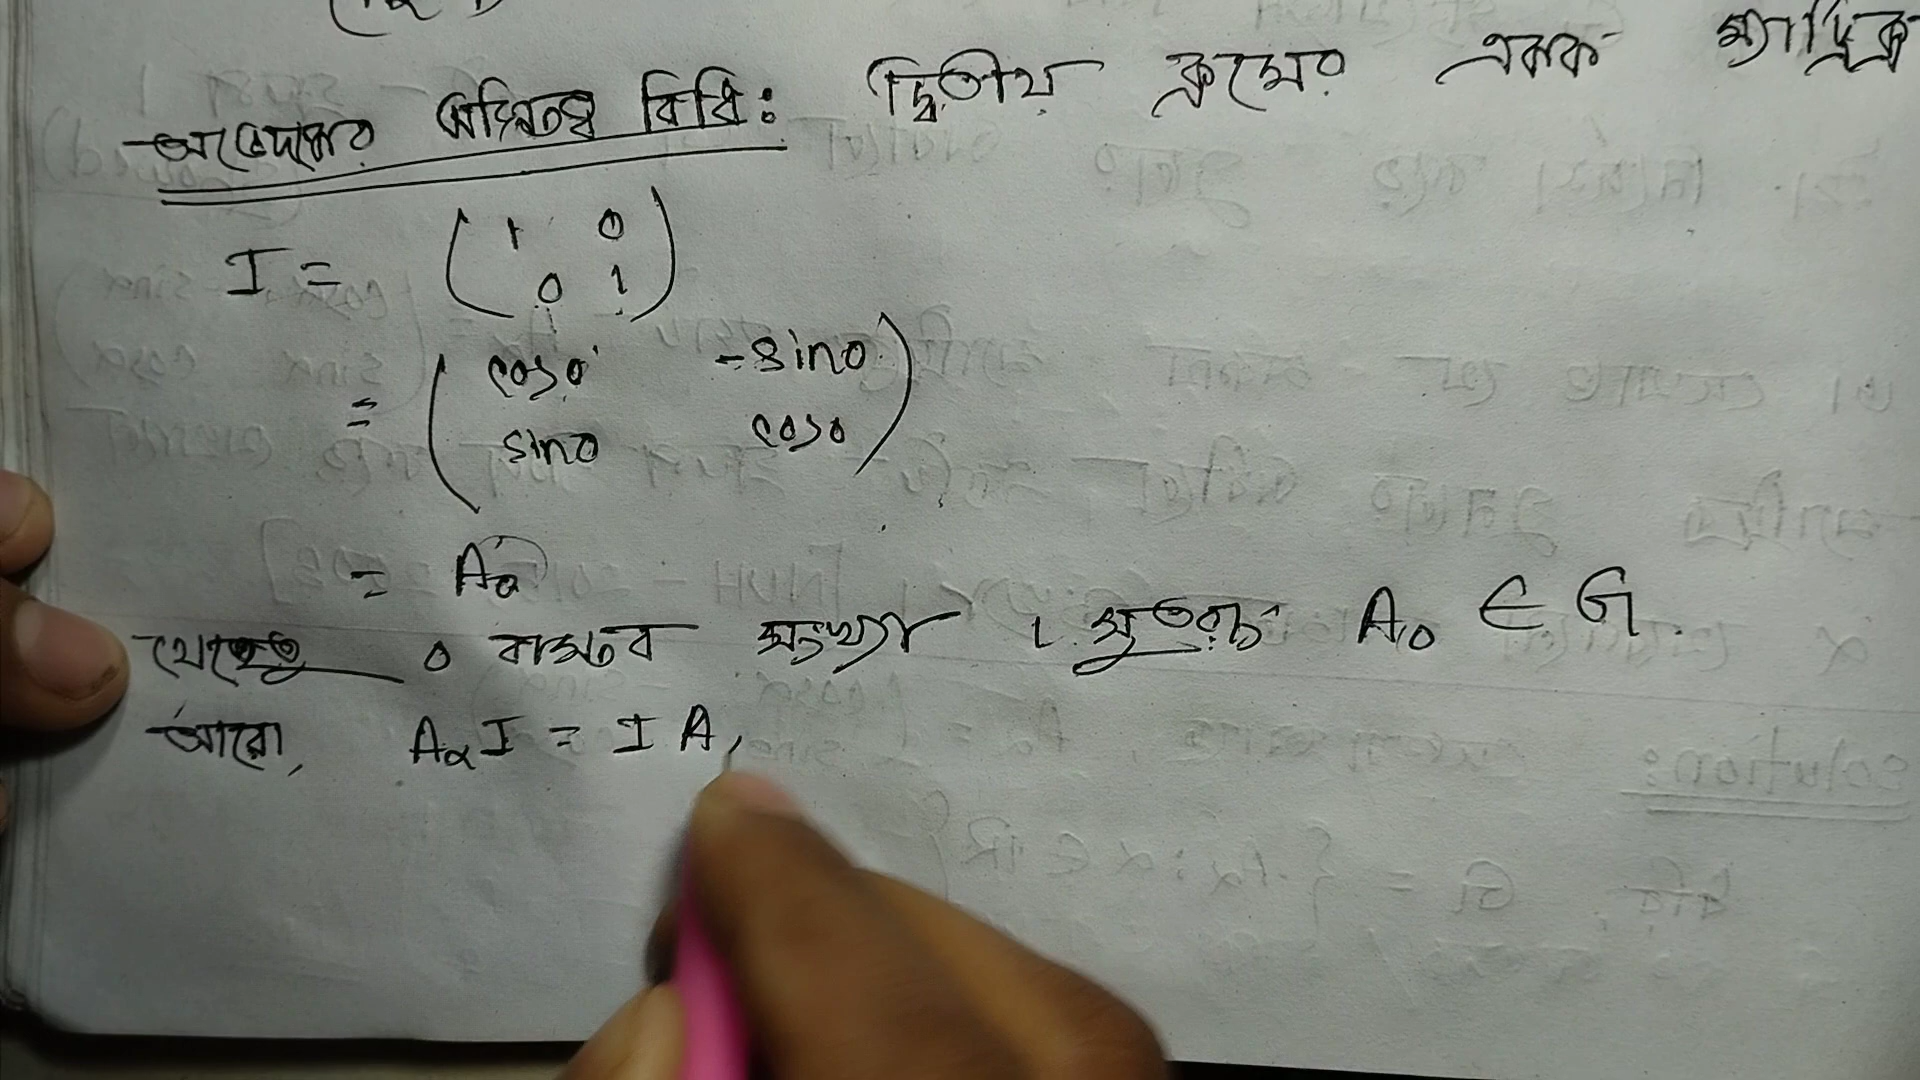 অভেদকের অস্তিত্ব বিধি: দ্বিতীয় ক্রমের একক ম্যাট্রিক্স
I = ( 1 0
0 1 )
= ( cos0 -sin0
sin0 cos0 )
= A0
যেহেতু 0 বাস্তব সংখ্যা । সুতরাং A0 ∈ G.
আরো, Aα I = I A